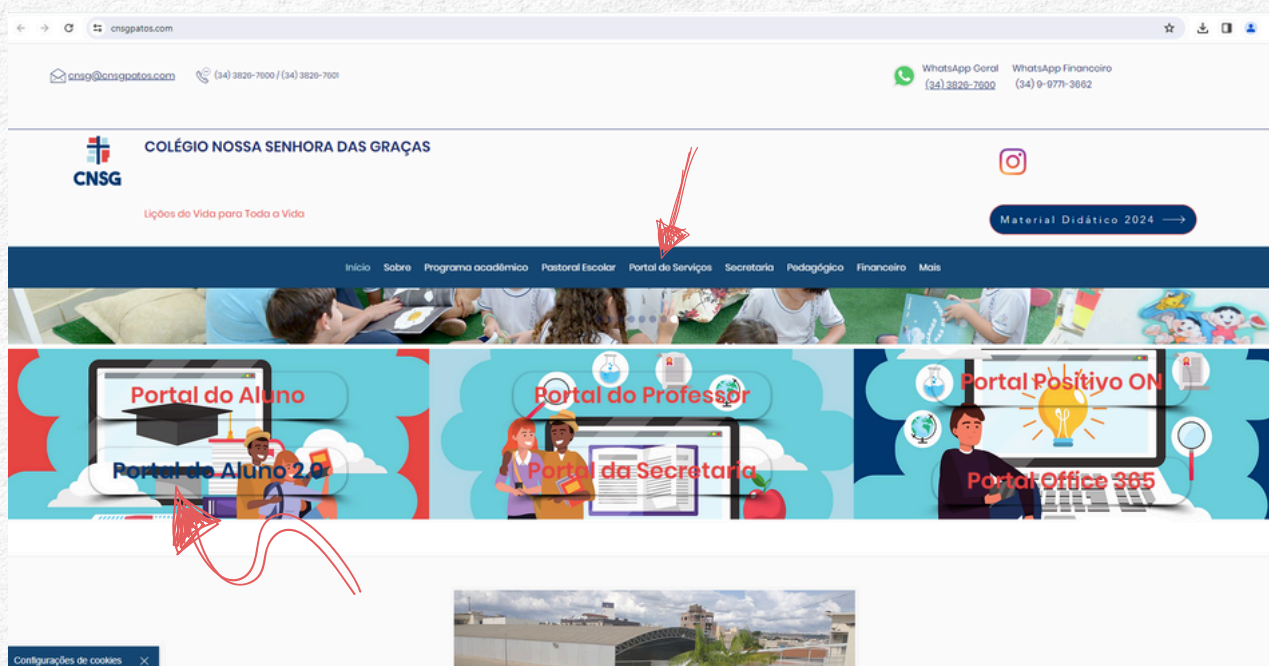 cnsgpatos.com
cnsg@cnsgpatos.com
(34) 3826-7600 / (34) 3826-7001
WhatsApp Geral
(34) 3826-7600
WhatsApp Financeiro
(34) 9-9771-3662
CNSG
COLÉGIO NOSSA SENHORA DAS GRAÇAS
Lições de Vida para Toda a Vida
Material Didático 2024
Início Sobre Programa acadêmico Pastoral Escolar Portal de Serviços Secretaria Pedagógico Financeiro Mais
Portal do Aluno
Portal do Professor
Portal Positivo ON
Portal do Aluno 2.0
Portal da Secretaria
Portal Office 365
Configurações de cookies